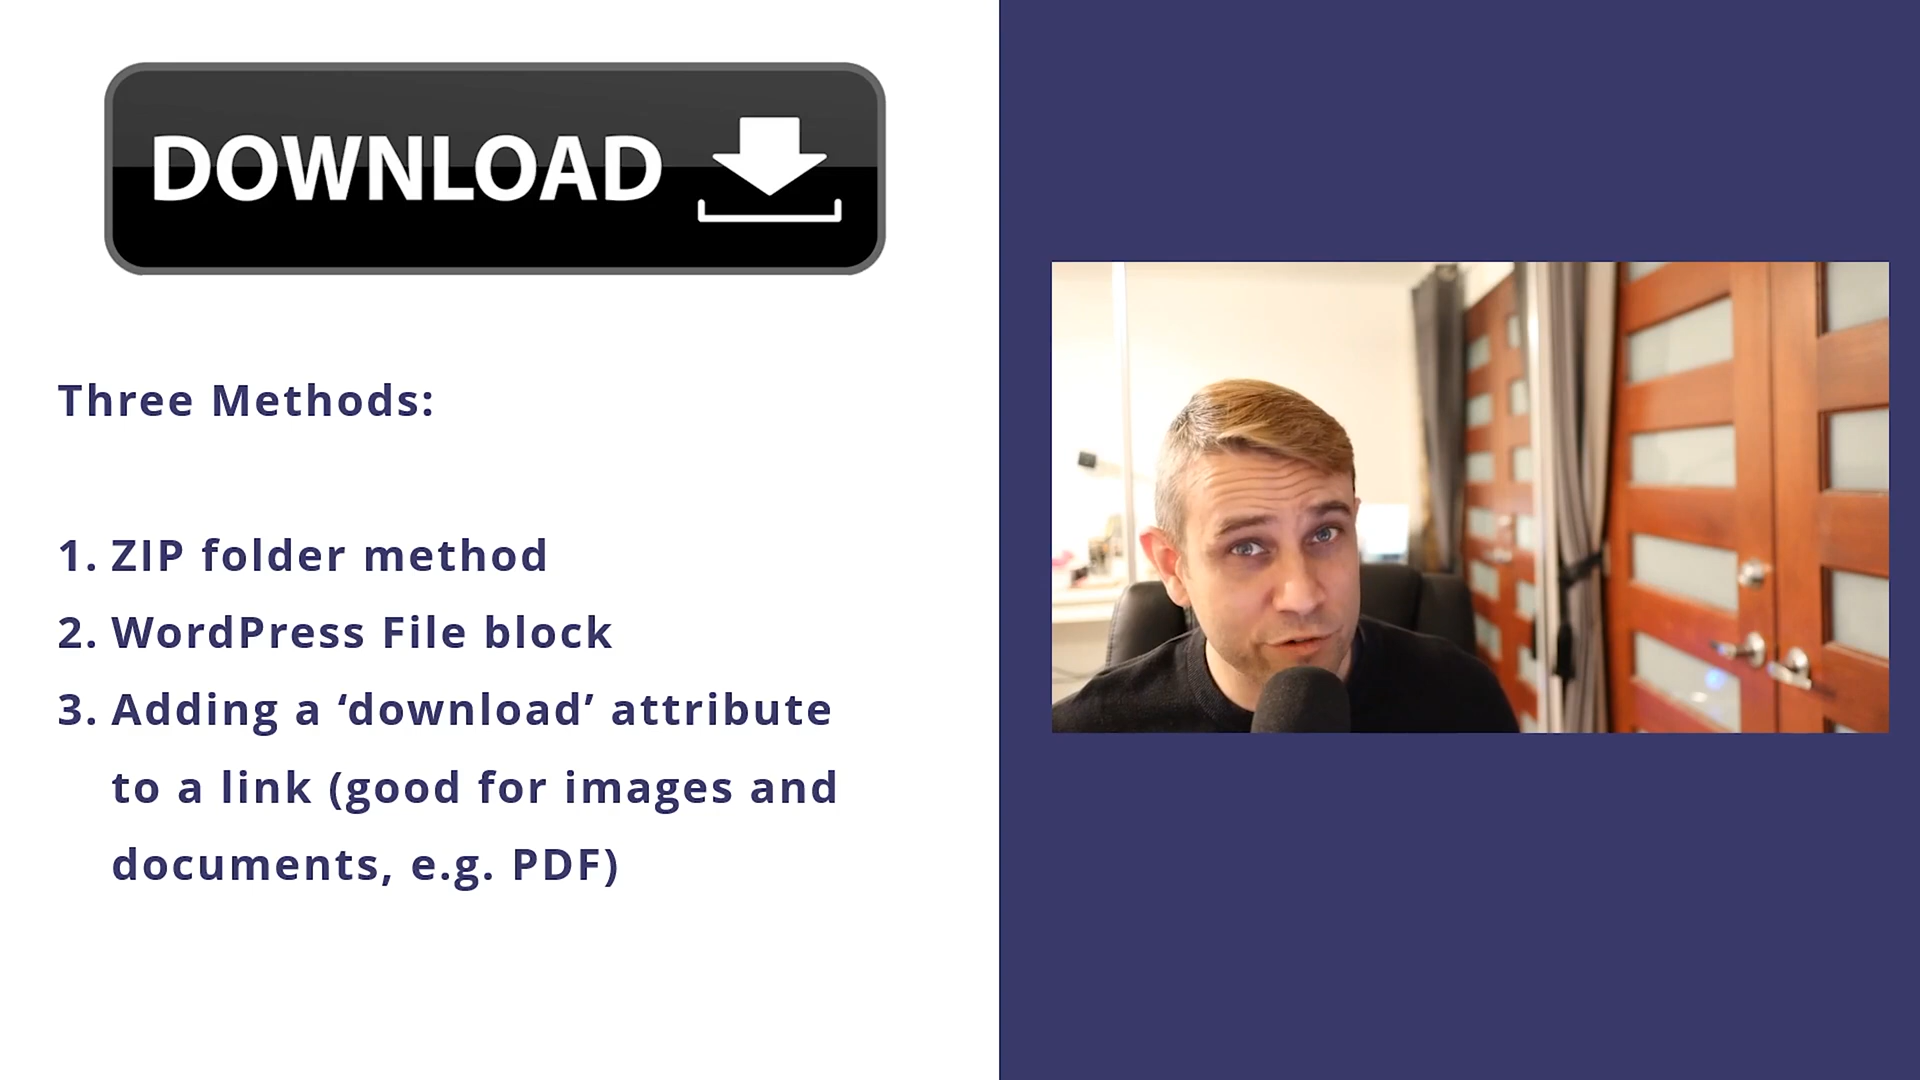 DOWNLOAD
Three Methods:
1. ZIP folder method
2. WordPress File block
3. Adding a ‘download’ attribute
to a link (good for images and
documents, e.g. PDF)